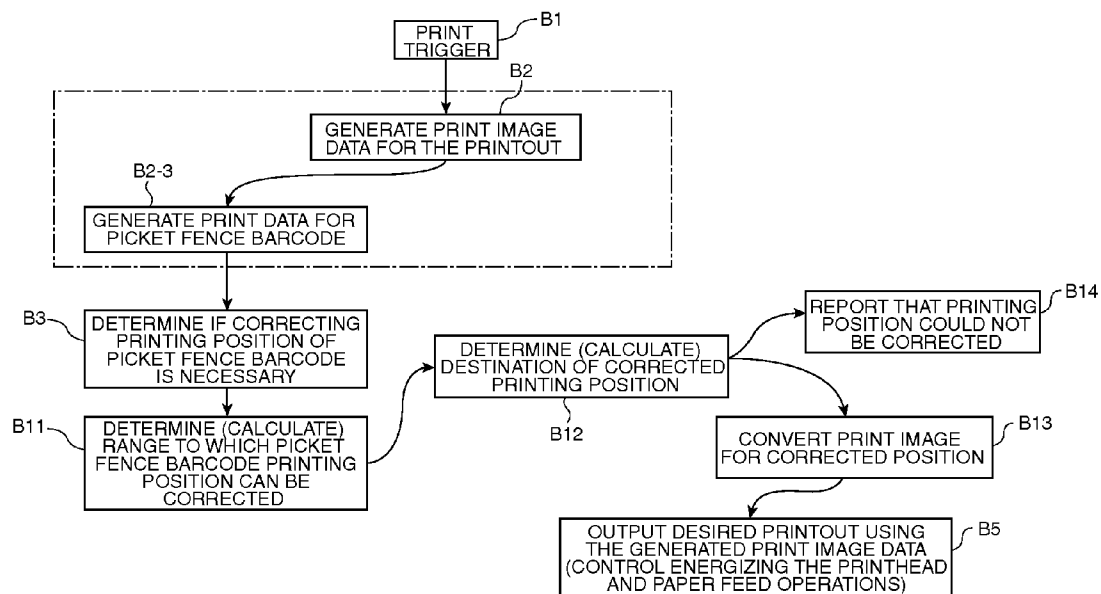 B1
PRINT
TRIGGER
B2
GENERATE PRINT IMAGE
DATA FOR THE PRINTOUT
B2-3
GENERATE PRINT DATA FOR
PICKET FENCE BARCODE
B3
DETERMINE IF CORRECTING
PRINTING POSITION OF
PICKET FENCE BARCODE
IS NECESSARY
B11
DETERMINE (CALCULATE)
RANGE TO WHICH PICKET
FENCE BARCODE PRINTING
POSITION CAN BE
CORRECTED
DETERMINE (CALCULATE)
DESTINATION OF CORRECTED
PRINTING POSITION
B12
REPORT THAT PRINTING
POSITION COULD NOT
BE CORRECTED
B14
CONVERT PRINT IMAGE
FOR CORRECTED POSITION
B13
OUTPUT DESIRED PRINTOUT USING
THE GENERATED PRINT IMAGE DATA
(CONTROL ENERGIZING THE PRINTHEAD
AND PAPER FEED OPERATIONS)
B5